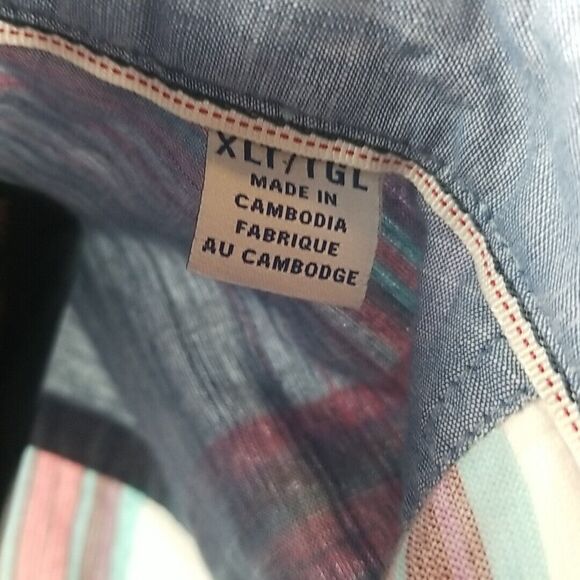 XLT/TGL
MADE IN
CAMBODIA
FABRIQUE
AU CAMBODGE